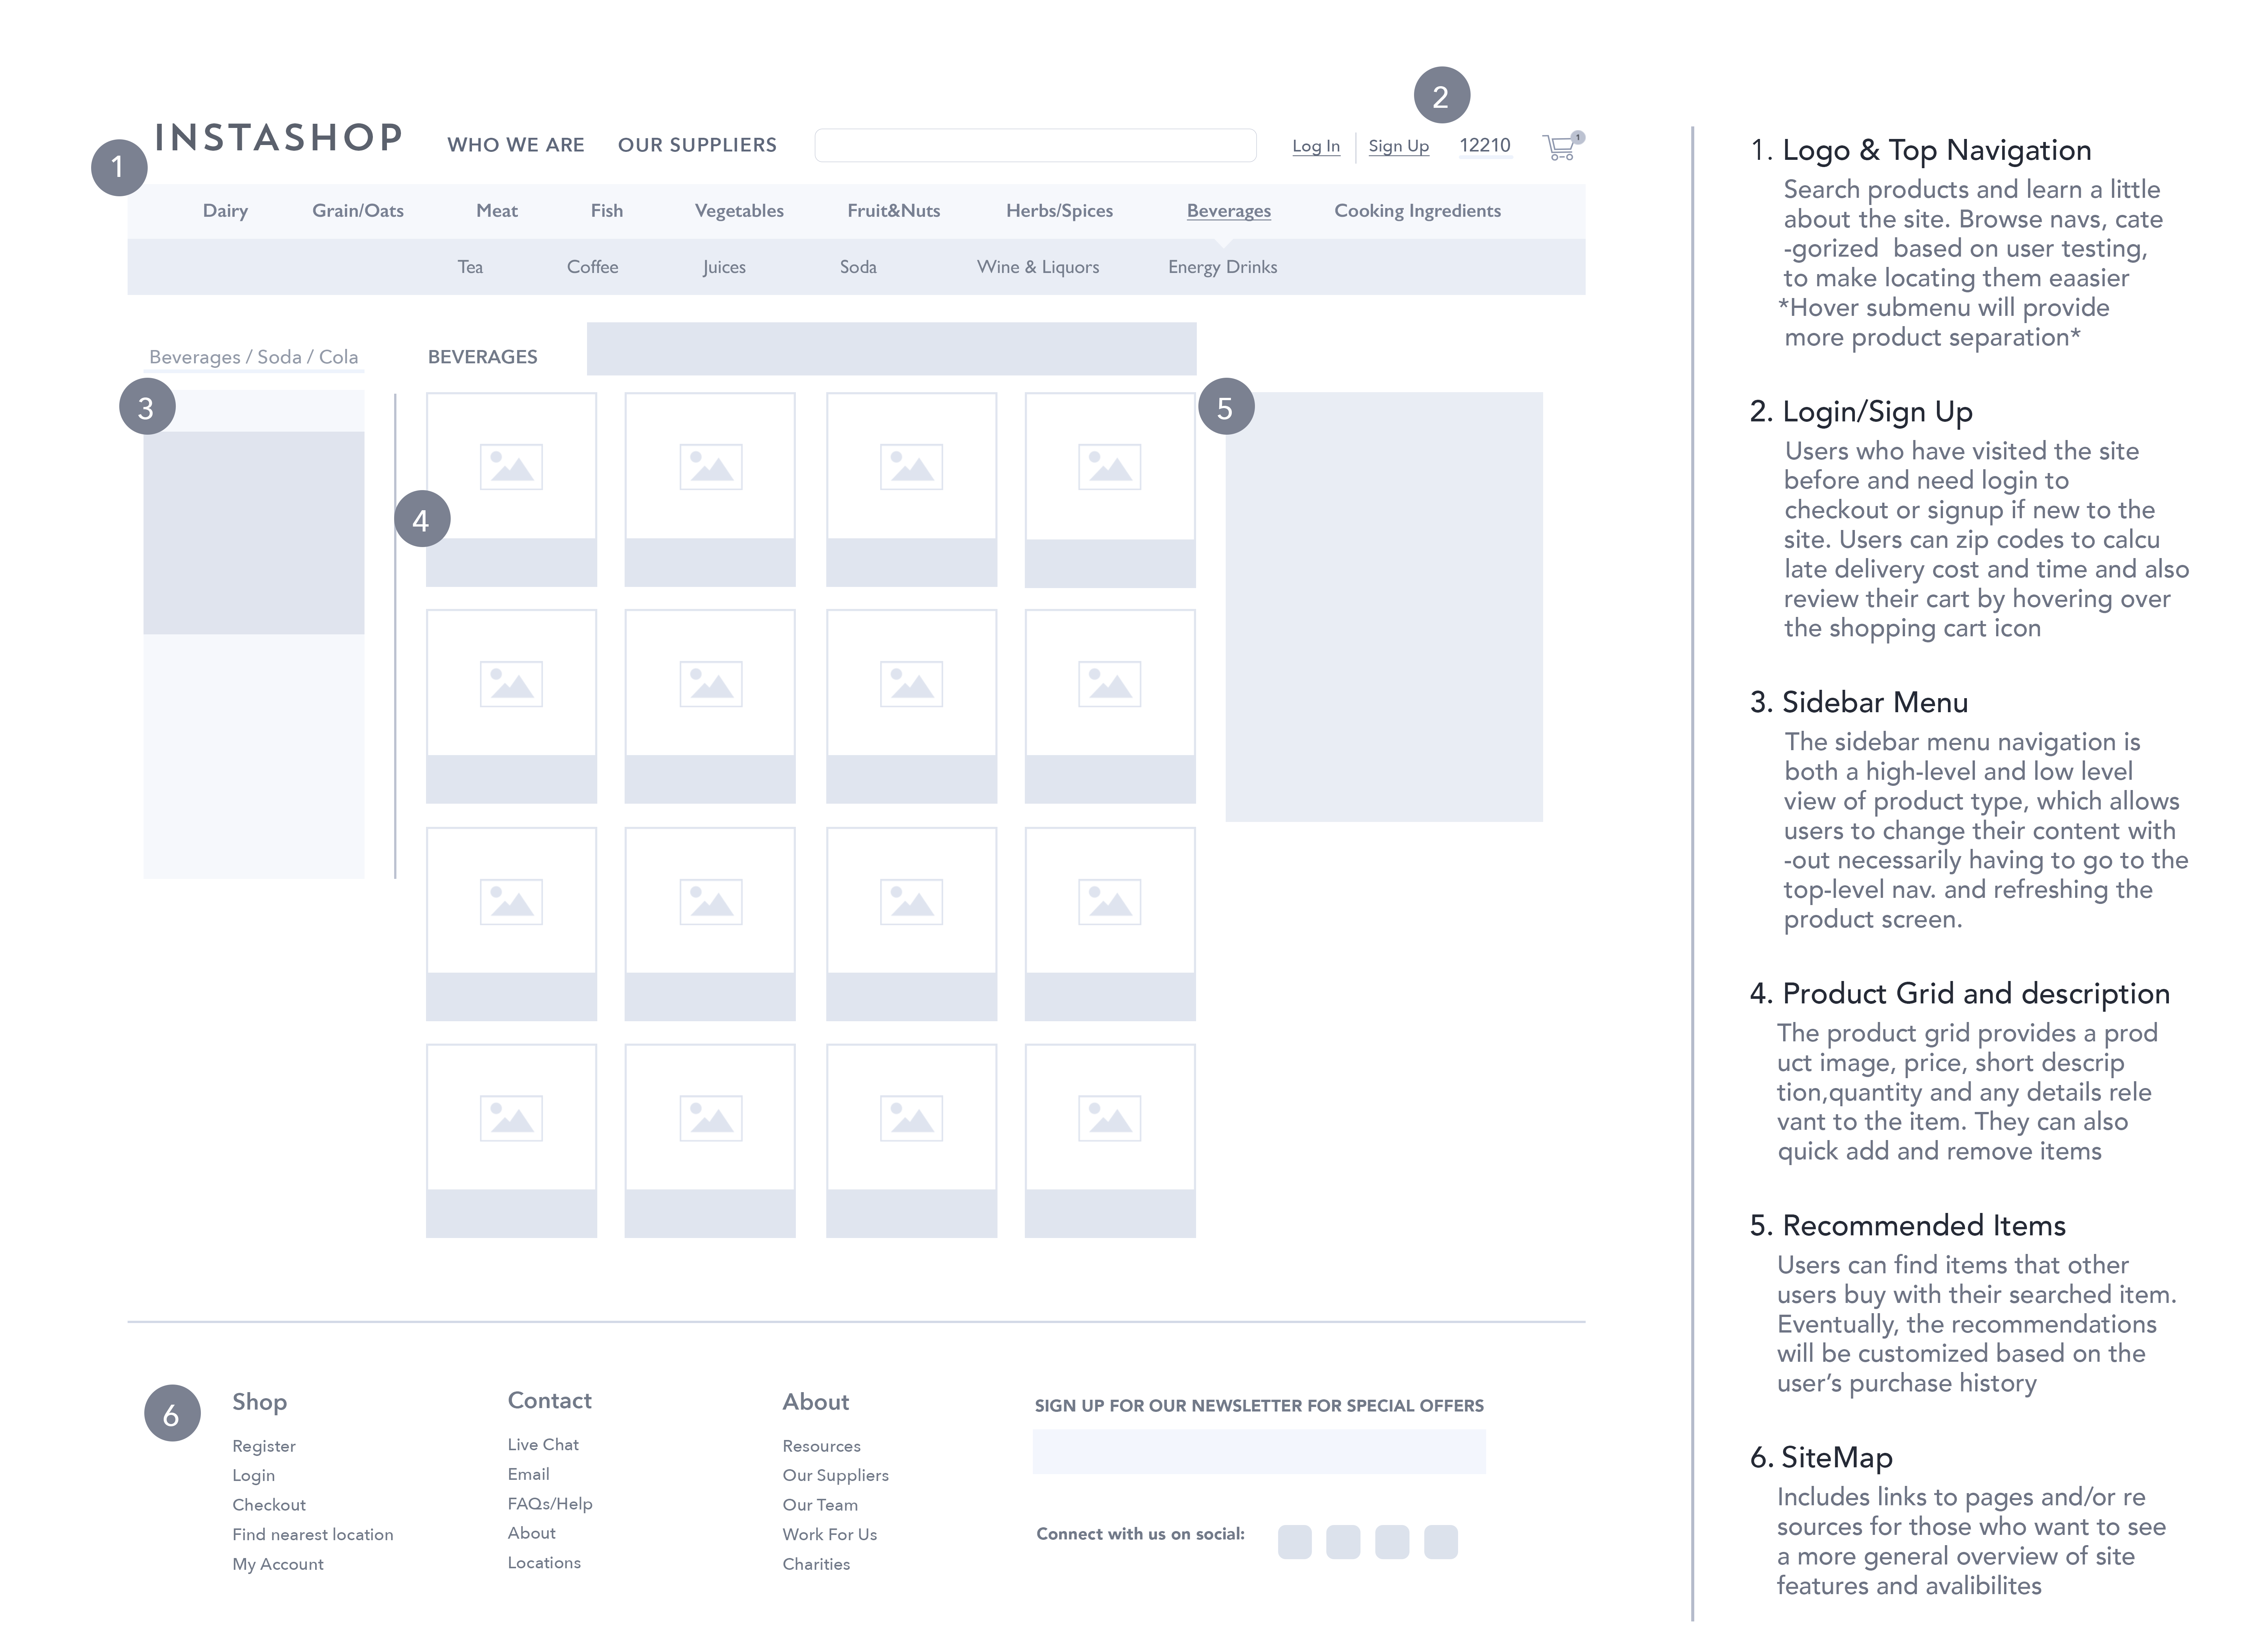 2
INSTASHOP WHO WE ARE OUR SUPPLIERS Log In Sign Up 12210 1
1
Dairy Grain/Oats Meat Fish Vegetables Fruit&Nuts Herbs/Spices Beverages Cooking Ingredients
Tea Coffee Juices Soda Wine & Liquors Energy Drinks
Beverages / Soda / Cola BEVERAGES
3
5
4
6
Shop
Register
Login
Checkout
Find nearest location
My Account
Contact
Live Chat
Email
FAQs/Help
About
Locations
About
Resources
Our Suppliers
Our Team
Work For Us
Charities
SIGN UP FOR OUR NEWSLETTER FOR SPECIAL OFFERS
Connect with us on social:
1. Logo & Top Navigation
Search products and learn a little
about the site. Browse navs, cate
-gorized based on user testing,
to make locating them eaasier
*Hover submenu will provide
more product separation*
2. Login/Sign Up
Users who have visited the site
before and need login to
checkout or signup if new to the
site. Users can zip codes to calcu
late delivery cost and time and also
review their cart by hovering over
the shopping cart icon
3. Sidebar Menu
The sidebar menu navigation is
both a high-level and low level
view of product type, which allows
users to change their content with
-out necessarily having to go to the
top-level nav. and refreshing the
product screen.
4. Product Grid and description
The product grid provides a prod
uct image, price, short descrip
tion,quantity and any details rele
vant to the item. They can also
quick add and remove items
5. Recommended Items
Users can find items that other
users buy with their searched item.
Eventually, the recommendations
will be customized based on the
user’s purchase history
6. SiteMap
Includes links to pages and/or re
sources for those who want to see
a more general overview of site
features and avalibilites